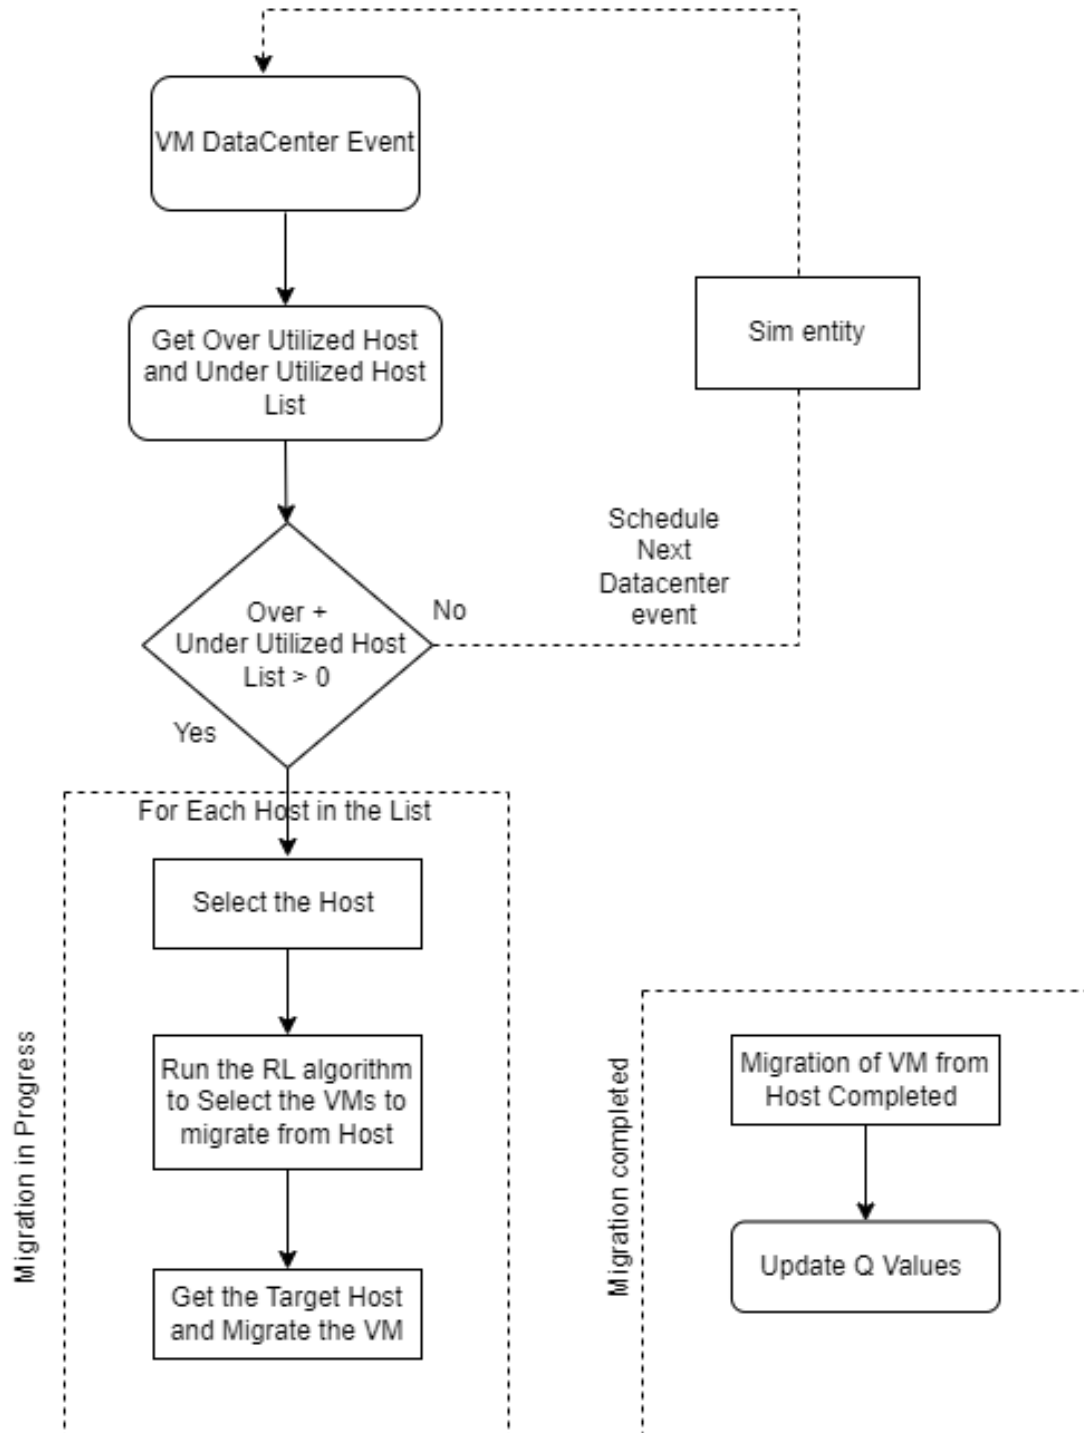 VM DataCenter Event
Get Over Utilized Host
and Under Utilized Host
List
Sim entity
Schedule
Next
Datacenter
event
Over +
Under Utilized Host
List > 0
No
Yes
For Each Host in the List
Select the Host
Run the RL algorithm
to Select the VMs to
migrate from Host
Get the Target Host
and Migrate the VM
Migration in Progress
Migration completed
Migration of VM from
Host Completed
Update Q Values